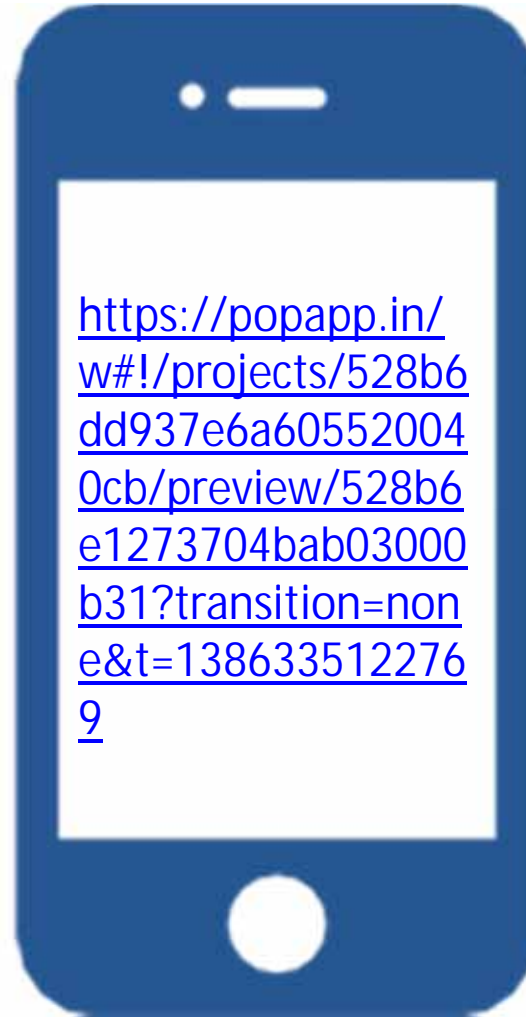 https://popapp.in/
w#!/projects/528b6
dd937e6a60552004
0cb/preview/528b6
e1273704bab03000
b31?transition=non
e&t=138633512276
9